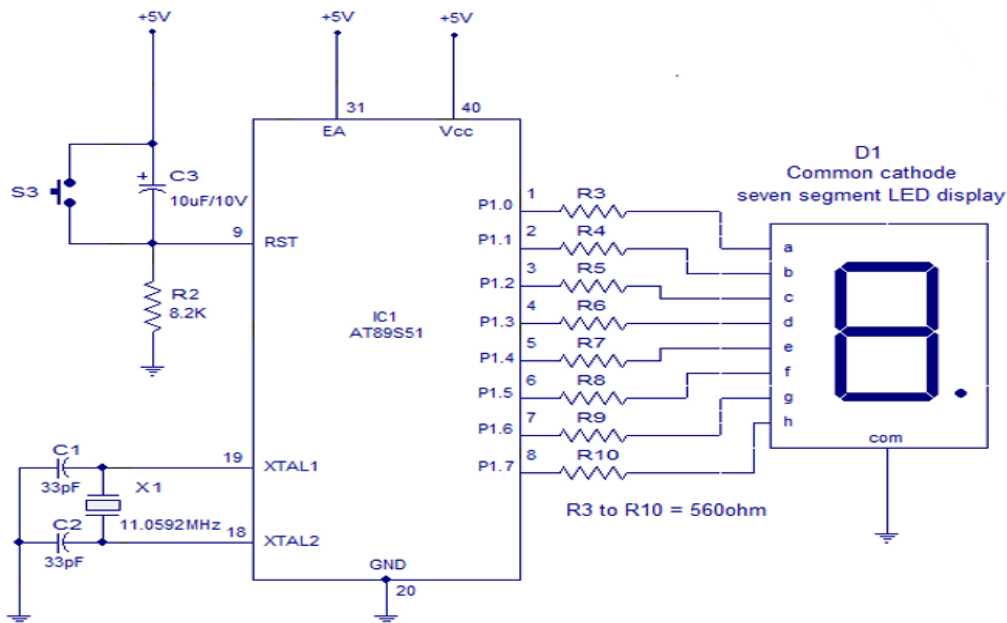 +5V
+5V
+5V
31
40
EA
Vcc
S3
+
C3
10uF/10V
9
RST
R2
8.2K
IC1
AT89S51
P1.0
1
R3
P1.1
2
R4
P1.2
3
R5
P1.3
4
R6
P1.4
5
R7
P1.5
6
R8
P1.6
7
R9
P1.7
8
R10
R3 to R10 = 560ohm
D1
Common cathode
seven segment LED display
a
b
c
d
e
f
g
h
com
C1
33pF
X1
11.0592MHz
C2
33pF
19
XTAL1
18
XTAL2
GND
20